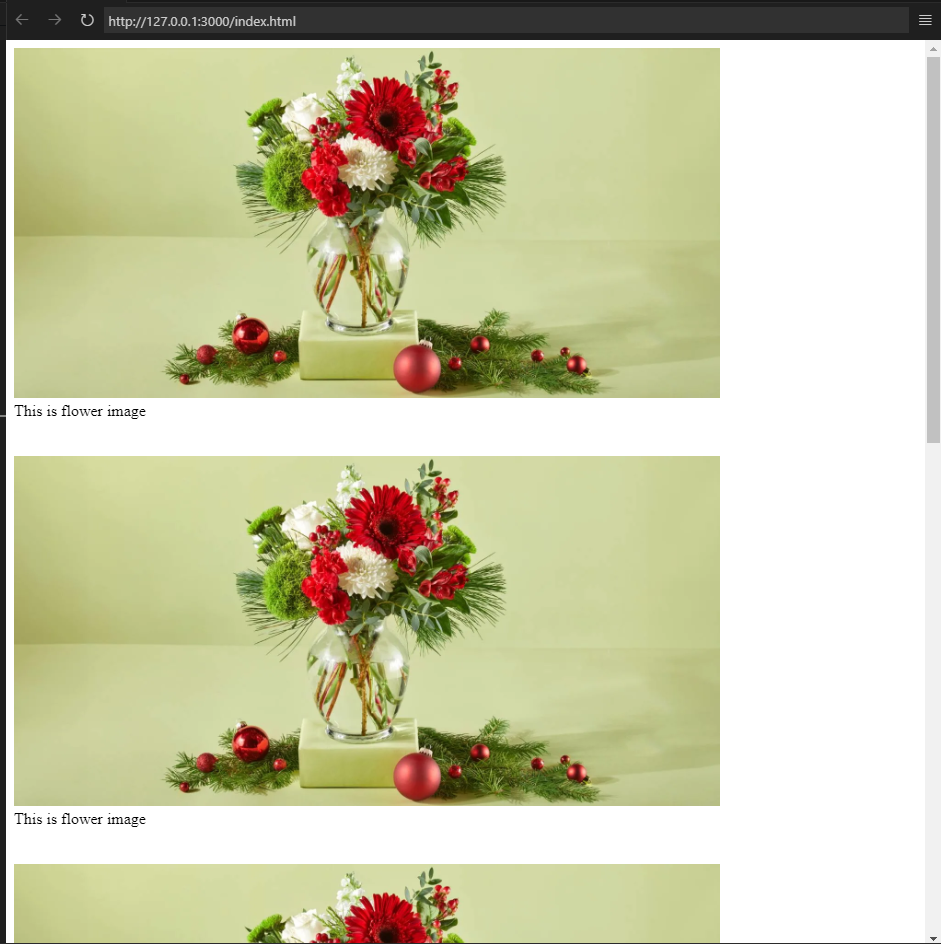 http://127.0.0.1:3000/index.html
This is flower image
This is flower image